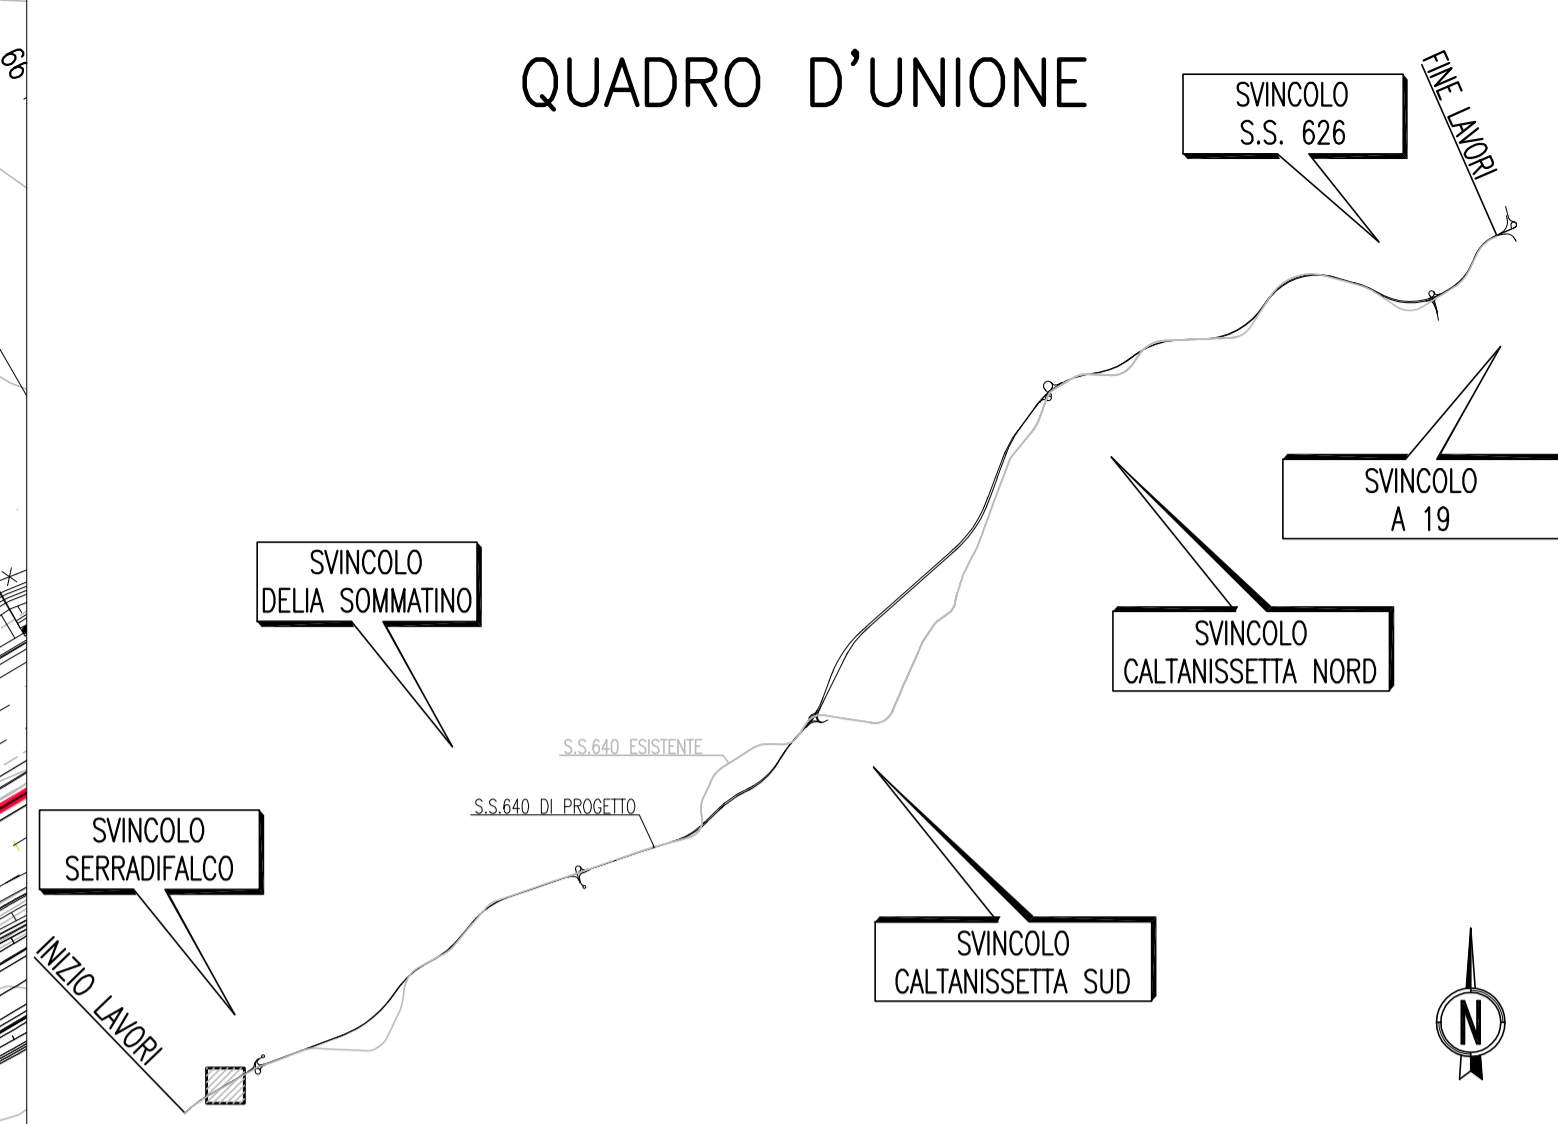 66
QUADRO D'UNIONE
SVINCOLO
S.S. 626
FINE LAVORI
SVINCOLO
A 19
SVINCOLO
DELIA SOMMATINO
SVINCOLO
CALTANISSETTA NORD
S.S.640 ESISTENTE
S.S.640 DI PROGETTO
SVINCOLO
SERRADIFALCO
SVINCOLO
CALTANISSETTA SUD
INIZIO LAVORI
N